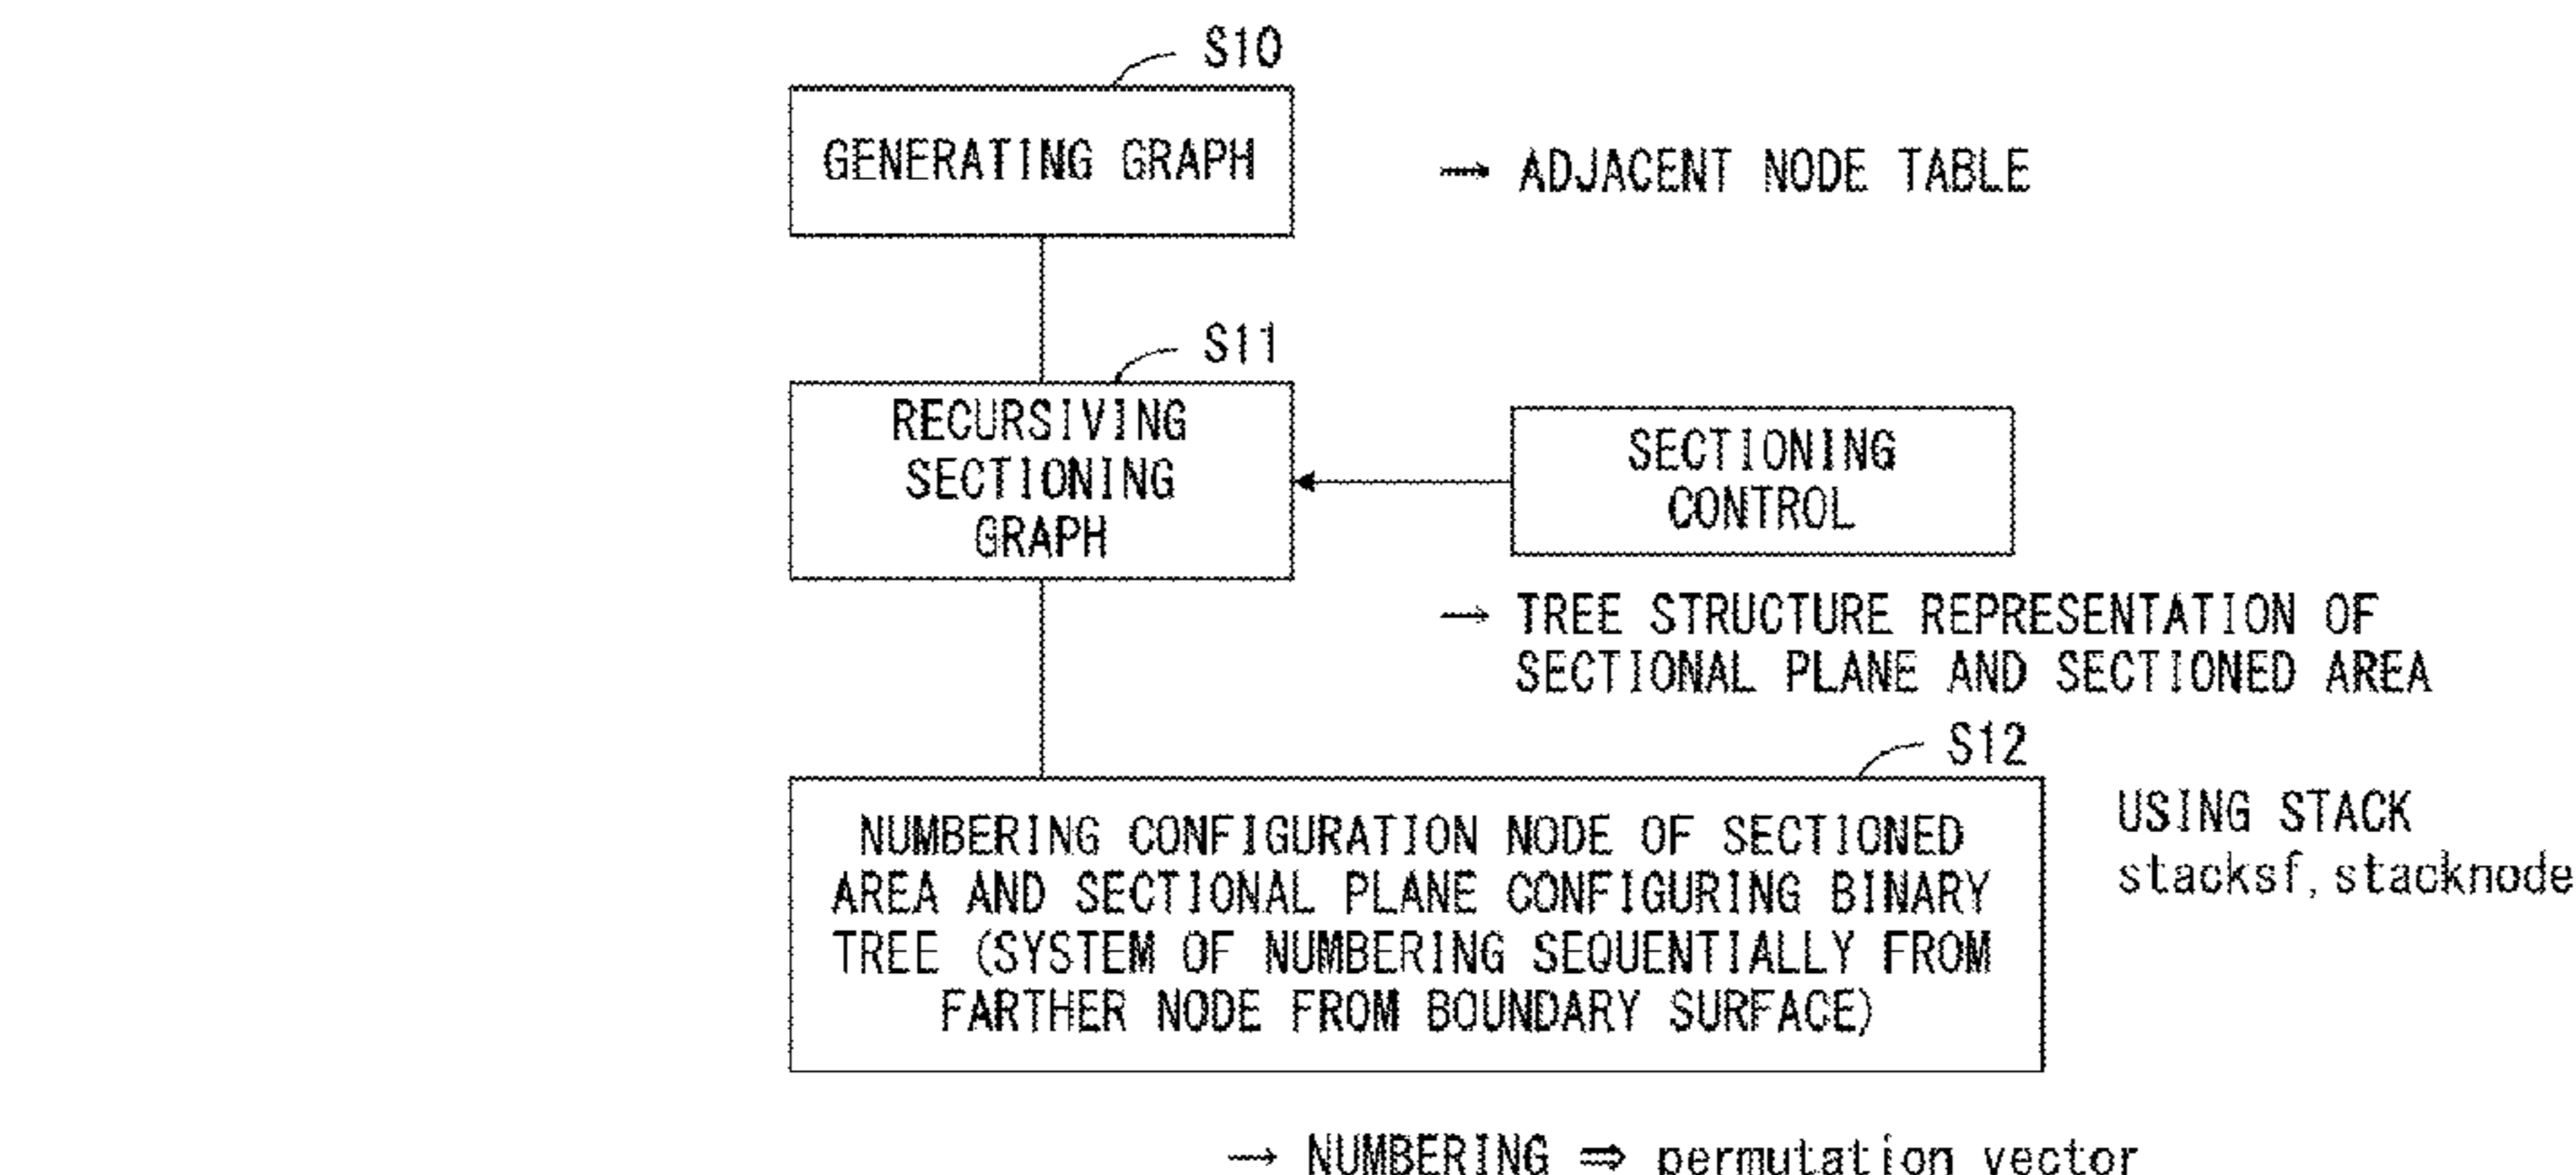 S10
GENERATING GRAPH
→ ADJACENT NODE TABLE
S11
RECURSIVING
SECTIONING
GRAPH
SECTIONING
CONTROL
→ TREE STRUCTURE REPRESENTATION OF
SECTIONAL PLANE AND SECTIONED AREA
S12
NUMBERING CONFIGURATION NODE OF SECTIONED
AREA AND SECTIONAL PLANE CONFIGURING BINARY
TREE (SYSTEM OF NUMBERING SEQUENTIALLY FROM
FARTHER NODE FROM BOUNDARY SURFACE)
USING STACK
stacksf, stacknode
→ NUMBERING ⇒ permutation vector